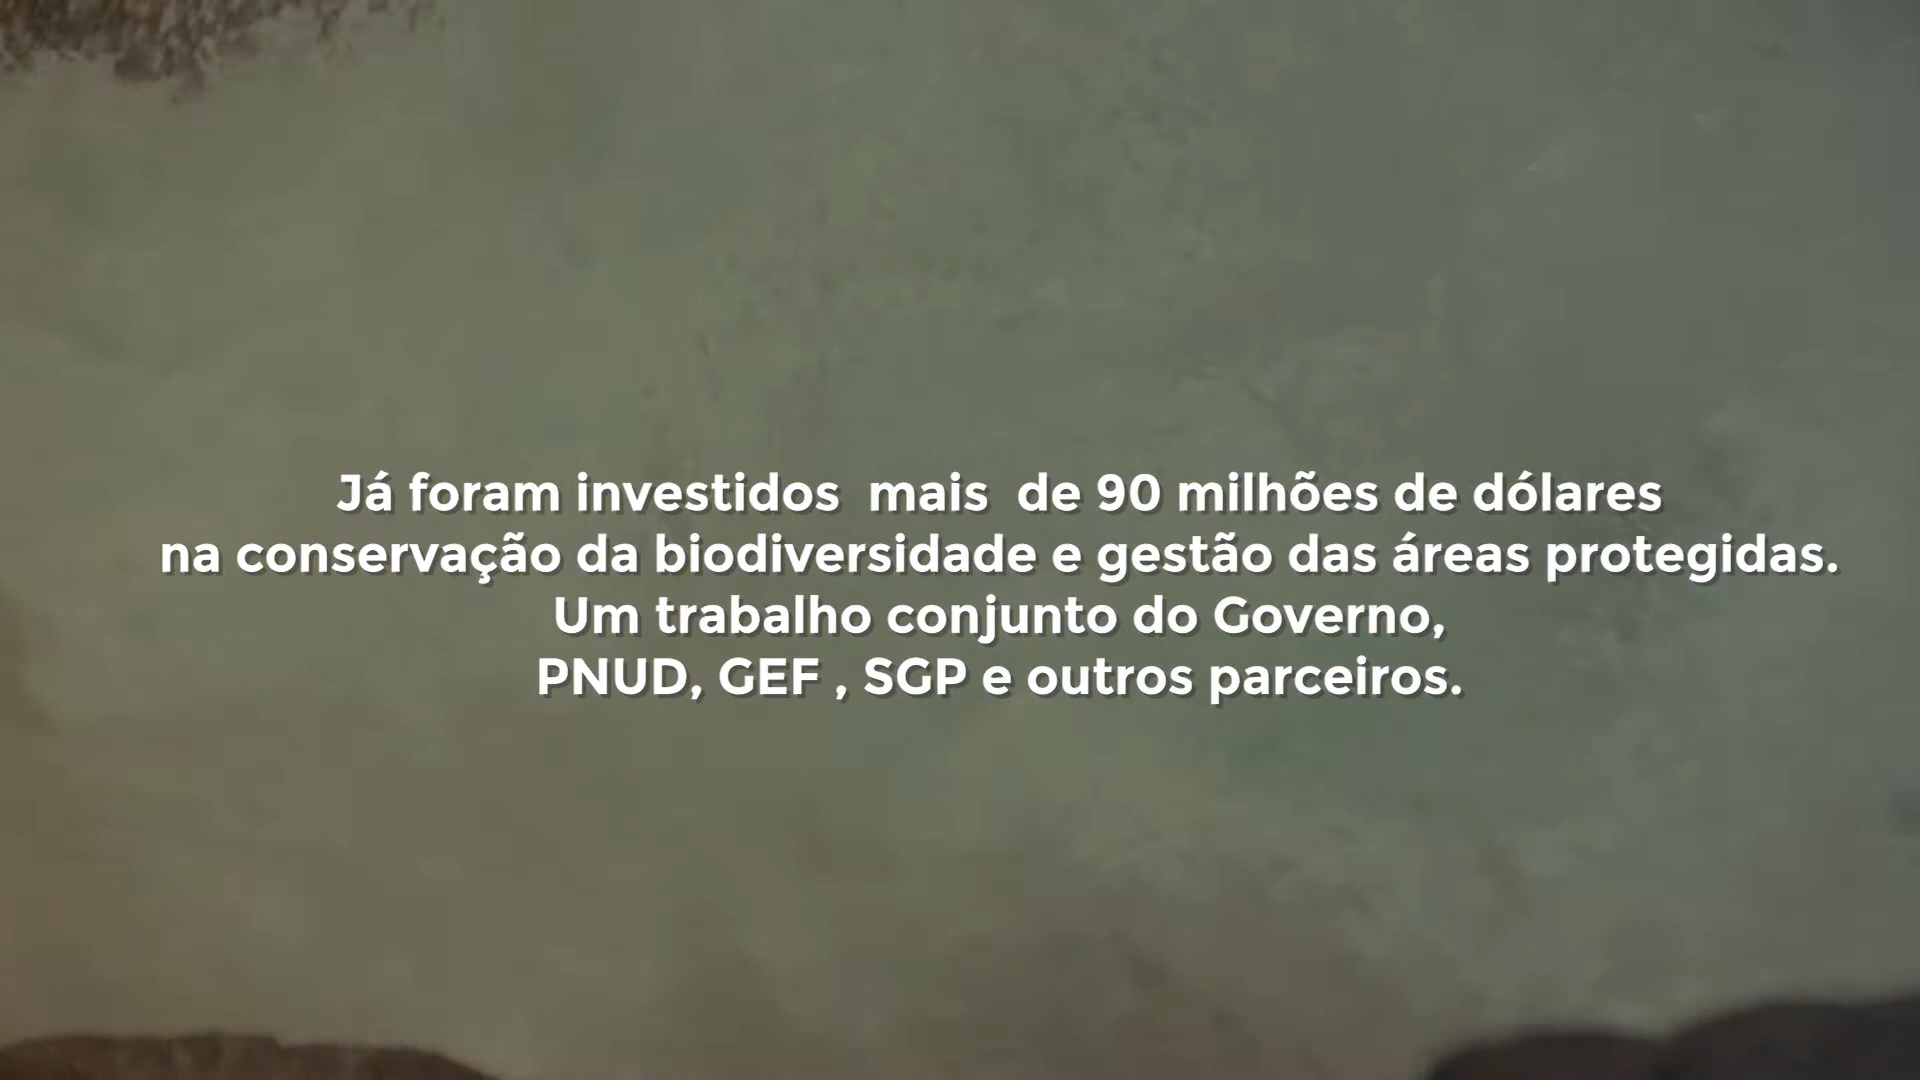 Já foram investidos  mais  de 90 milhões de dólares
na conservação da biodiversidade e gestão das áreas protegidas.
Um trabalho conjunto do Governo,
PNUD, GEF , SGP e outros parceiros.